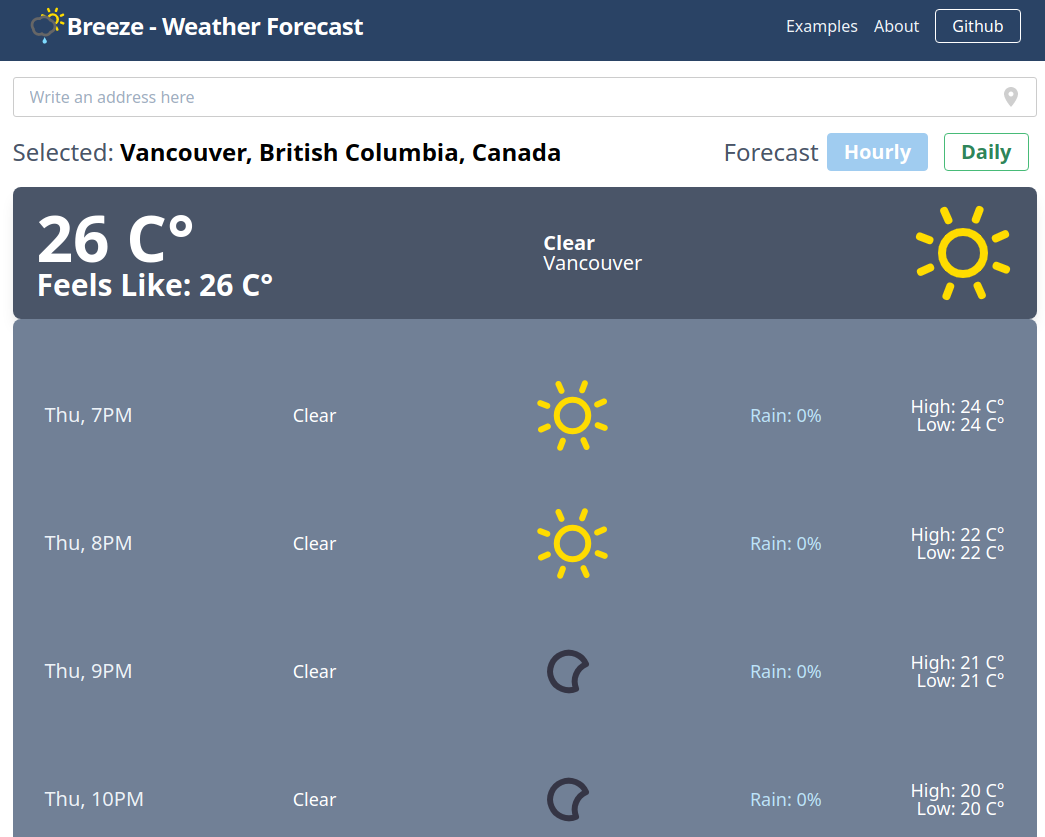 Breeze - Weather Forecast Examples About Github
Write an address here
Selected: Vancouver, British Columbia, Canada Forecast Hourly Daily
26 C°
Feels Like: 26 C°
Clear
Vancouver
Thu, 7PM Clear Rain: 0% High: 24 C°
Low: 24 C°
Thu, 8PM Clear Rain: 0% High: 22 C°
Low: 22 C°
Thu, 9PM Clear Rain: 0% High: 21 C°
Low: 21 C°
Thu, 10PM Clear Rain: 0% High: 20 C°
Low: 20 C°